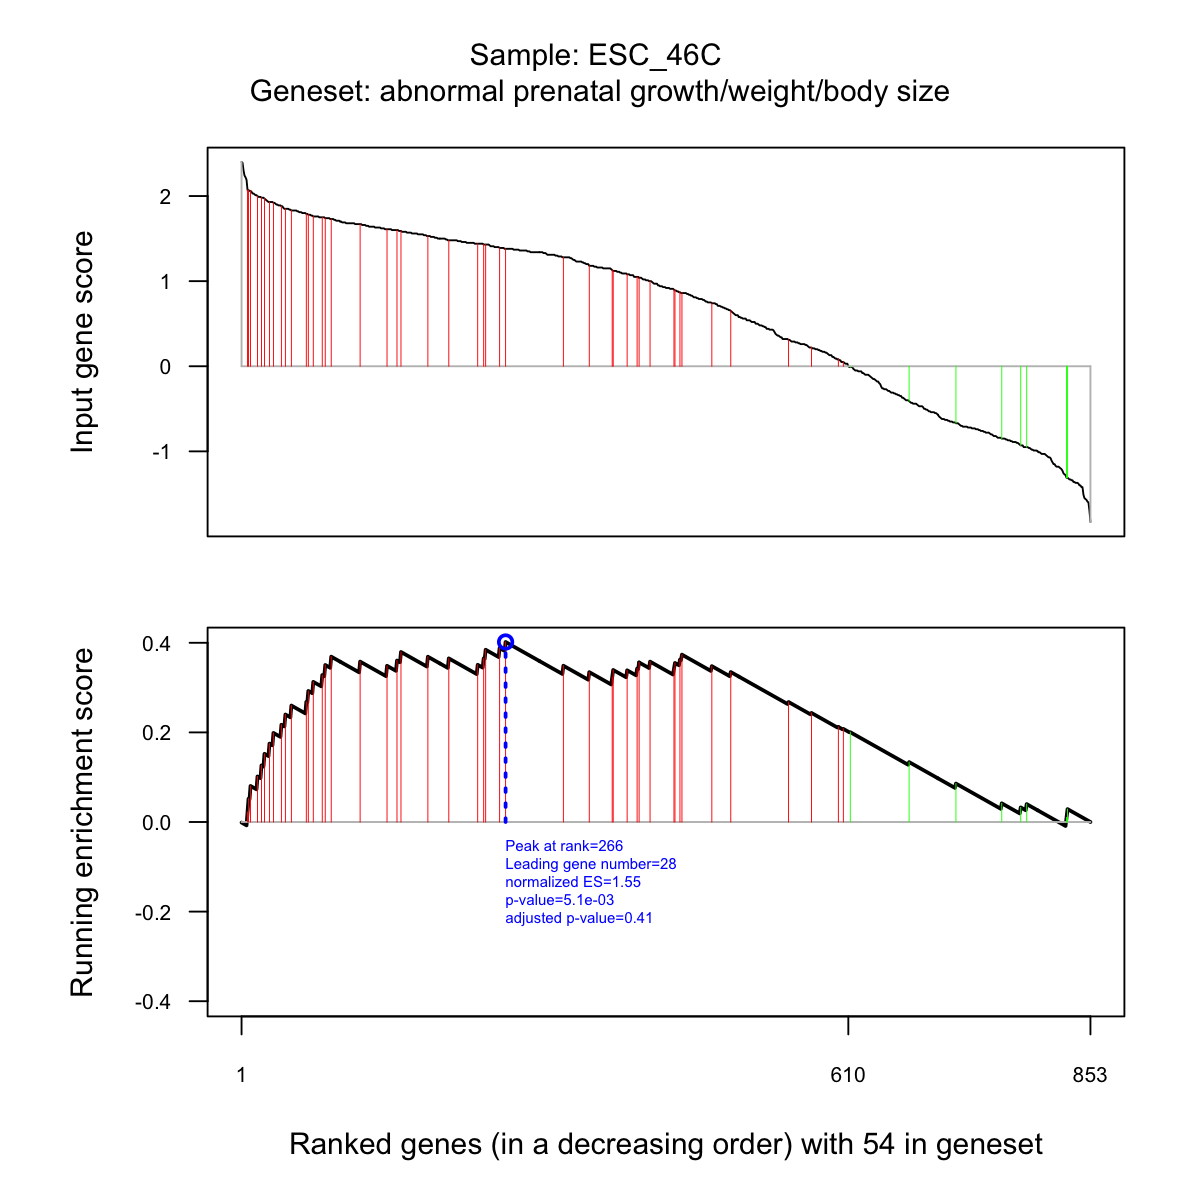 Sample: ESC_46C
Geneset: abnormal prenatal growth/weight/body size
Input gene score
2
1
0
-1
Running enrichment score
0.4
0.2
0.0
-0.2
-0.4
Peak at rank=266
Leading gene number=28
normalized ES=1.55
p-value=5.1e-03
adjusted p-value=0.41
1 610 853
Ranked genes (in a decreasing order) with 54 in geneset